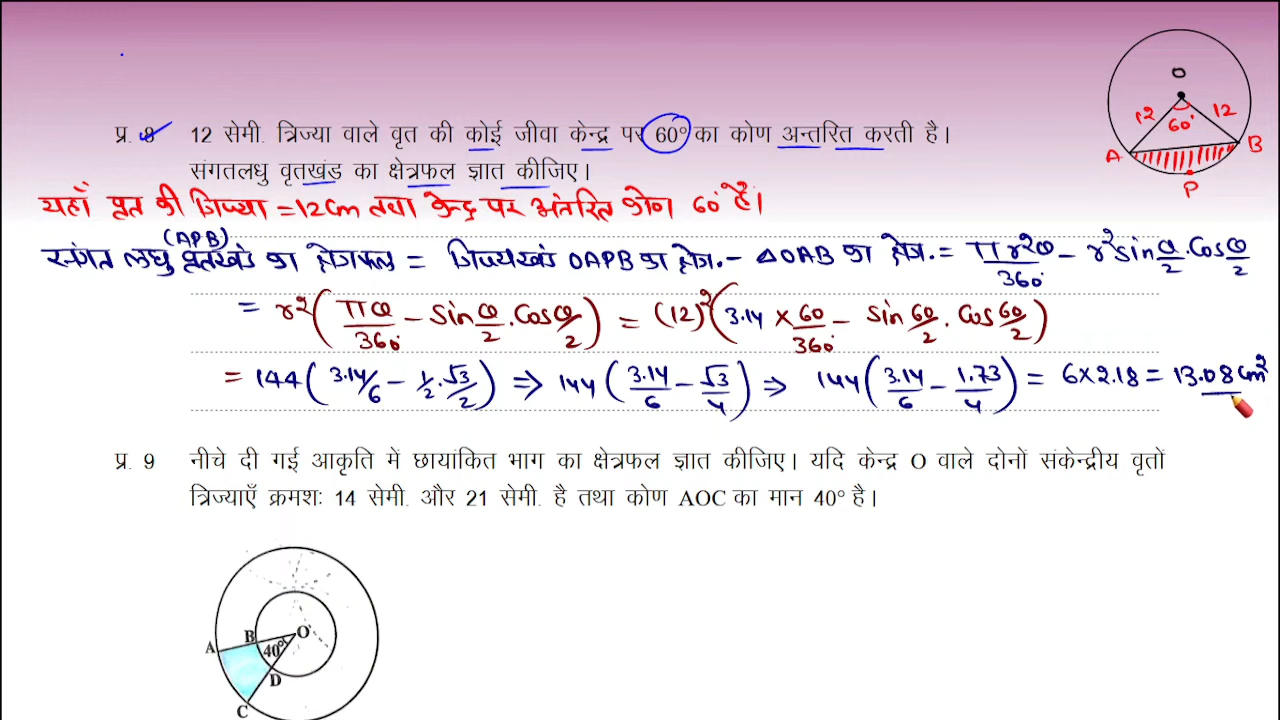 O
12
12
60°
A
B
P
प्र. 8 12 सेमी. त्रिज्या वाले वृत की कोई जीवा केन्द्र पर 60° का कोण अन्तरित करती है।
संगतलधु वृतखंड का क्षेत्रफल ज्ञात कीजिए।
यहाँ वृत की त्रिज्या = 12cm तथा केन्द्र पर अंतरित कोण 60° है।
(APB)
संगत लघु वृतखंड का क्षेत्रफल = त्रिज्यखंड OAPB का क्षेत्र. - △OAB का क्षेत्र. = πr²θ/360° - r²sin θ/2 . cos θ/2
= r²(πθ/360° - sin θ/2 . cos θ/2) = (12)²(3.14 × 60/360° - sin 60/2 . cos 60/2)
= 144(3.14/6 - 1/2 . √3/2) ⇒ 144(3.14/6 - √3/4) ⇒ 144(3.14/6 - 1.73/4) = 6×2.18 = 13.08cm²
प्र. 9 नीचे दी गई आकृति में छायांकित भाग का क्षेत्रफल ज्ञात कीजिए। यदि केन्द्र O वाले दोनों संकेन्द्रीय वृतों
त्रिज्याएँ क्रमशः 14 सेमी. और 21 सेमी. है तथा कोण AOC का मान 40° है।
O
B
A
40°
D
C